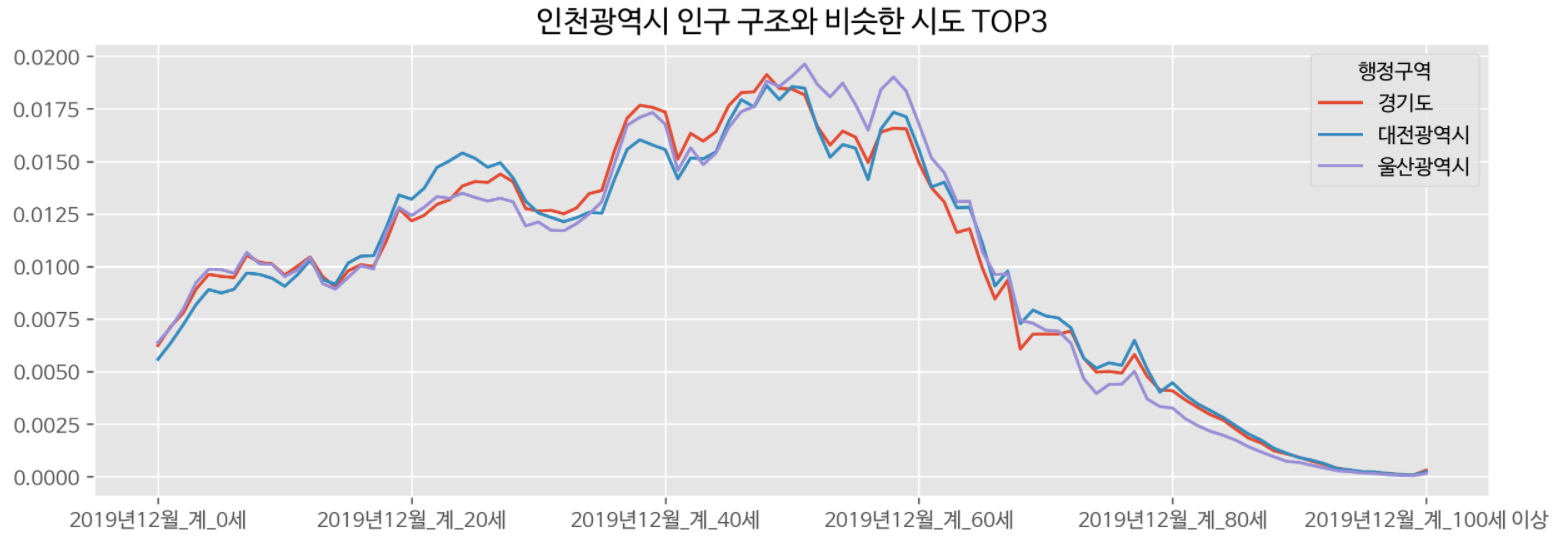 인천광역시 인구 구조와 비슷한 시도 TOP3
0.0200
0.0175
0.0150
0.0125
0.0100
0.0075
0.0050
0.0025
0.0000
행정구역
경기도
대전광역시
울산광역시
2019년12월_계_0세 2019년12월_계_20세 2019년12월_계_40세 2019년12월_계_60세 2019년12월_계_80세 2019년12월_계_100세 이상